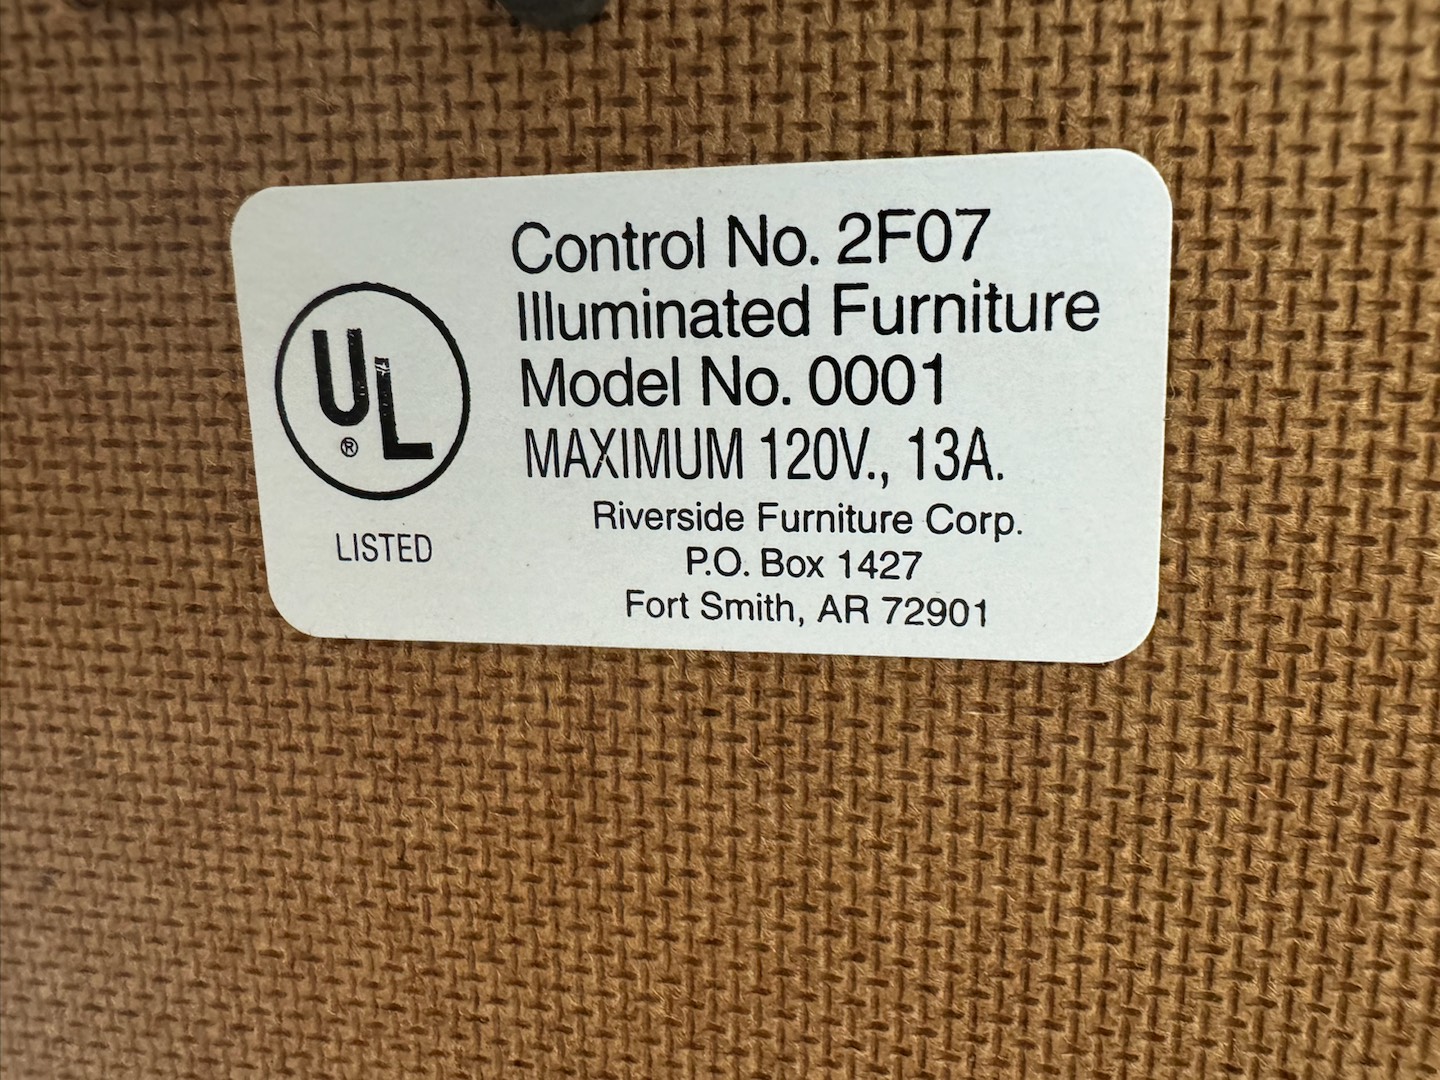 Control No. 2F07
Illuminated Furniture
Model No. 0001
MAXIMUM 120V., 13A.
Riverside Furniture Corp.
P.O. Box 1427
Fort Smith, AR 72901
UL
®
LISTED